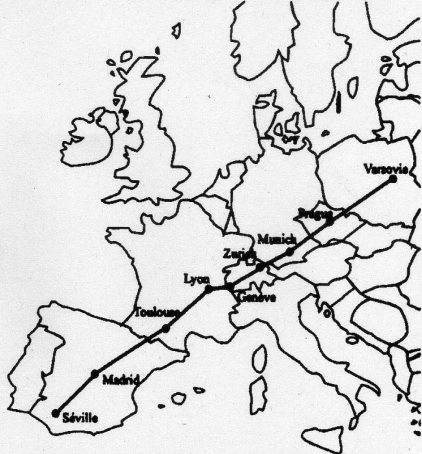 Varsovie
Prague
Munich
Zurich
Lyon
Genève
Toulouse
Madrid
Séville